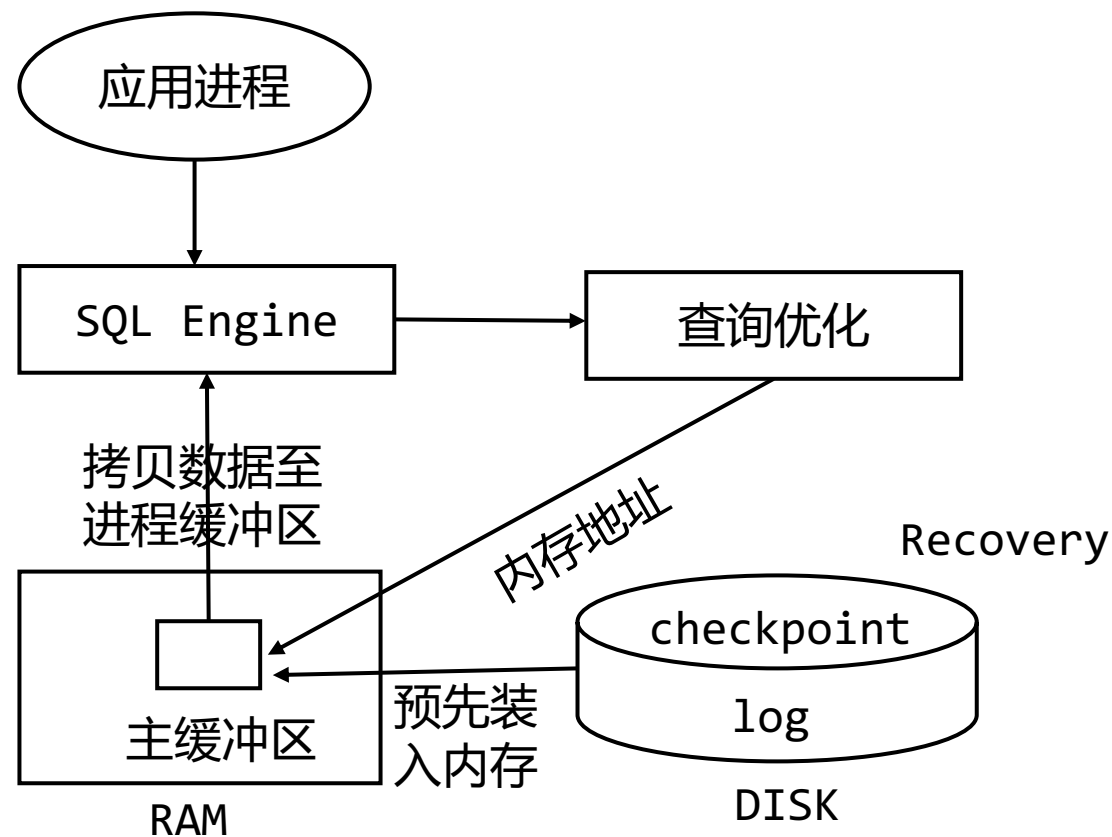 应用进程
SQL Engine
查询优化
拷贝数据至
进程缓冲区
内存地址
Recovery
checkpoint
log
预先装
入内存
主缓冲区
RAM
DISK